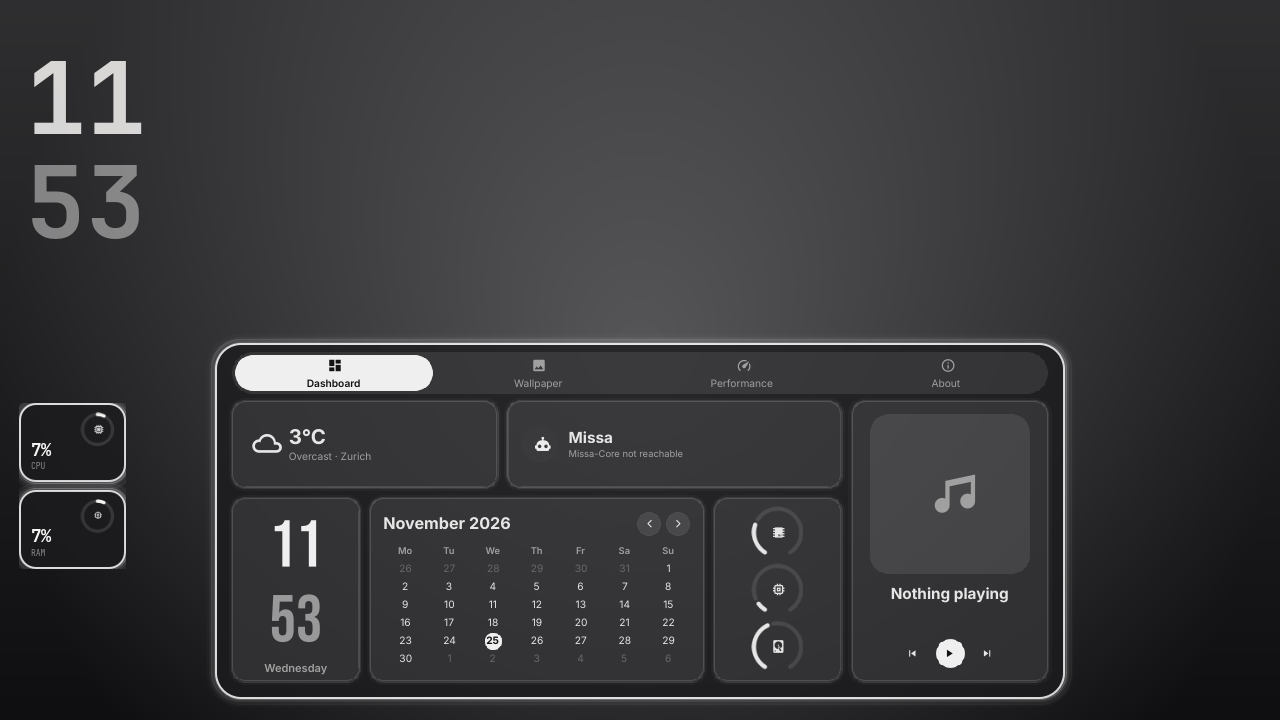 11
53
7%
CPU
7%
RAM
Dashboard
Wallpaper
Performance
About
3°C
Overcast · Zurich
Missa
Missa-Core not reachable
11
53
Wednesday
November 2026
Mo Tu We Th Fr Sa Su
26 27 28 29 30 31 1
2 3 4 5 6 7 8
9 10 11 12 13 14 15
16 17 18 19 20 21 22
23 24 25 26 27 28 29
30 1 2 3 4 5 6
Nothing playing